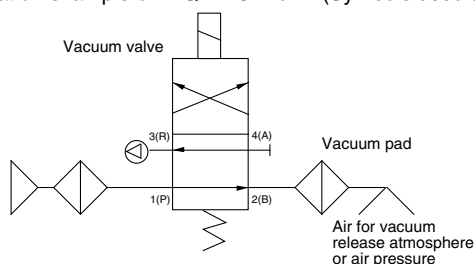 Vacuum valve
3(R) 4(A)
Vacuum pad
1(P) 2(B)
Air for vacuum
release atmosphere
or air pressure